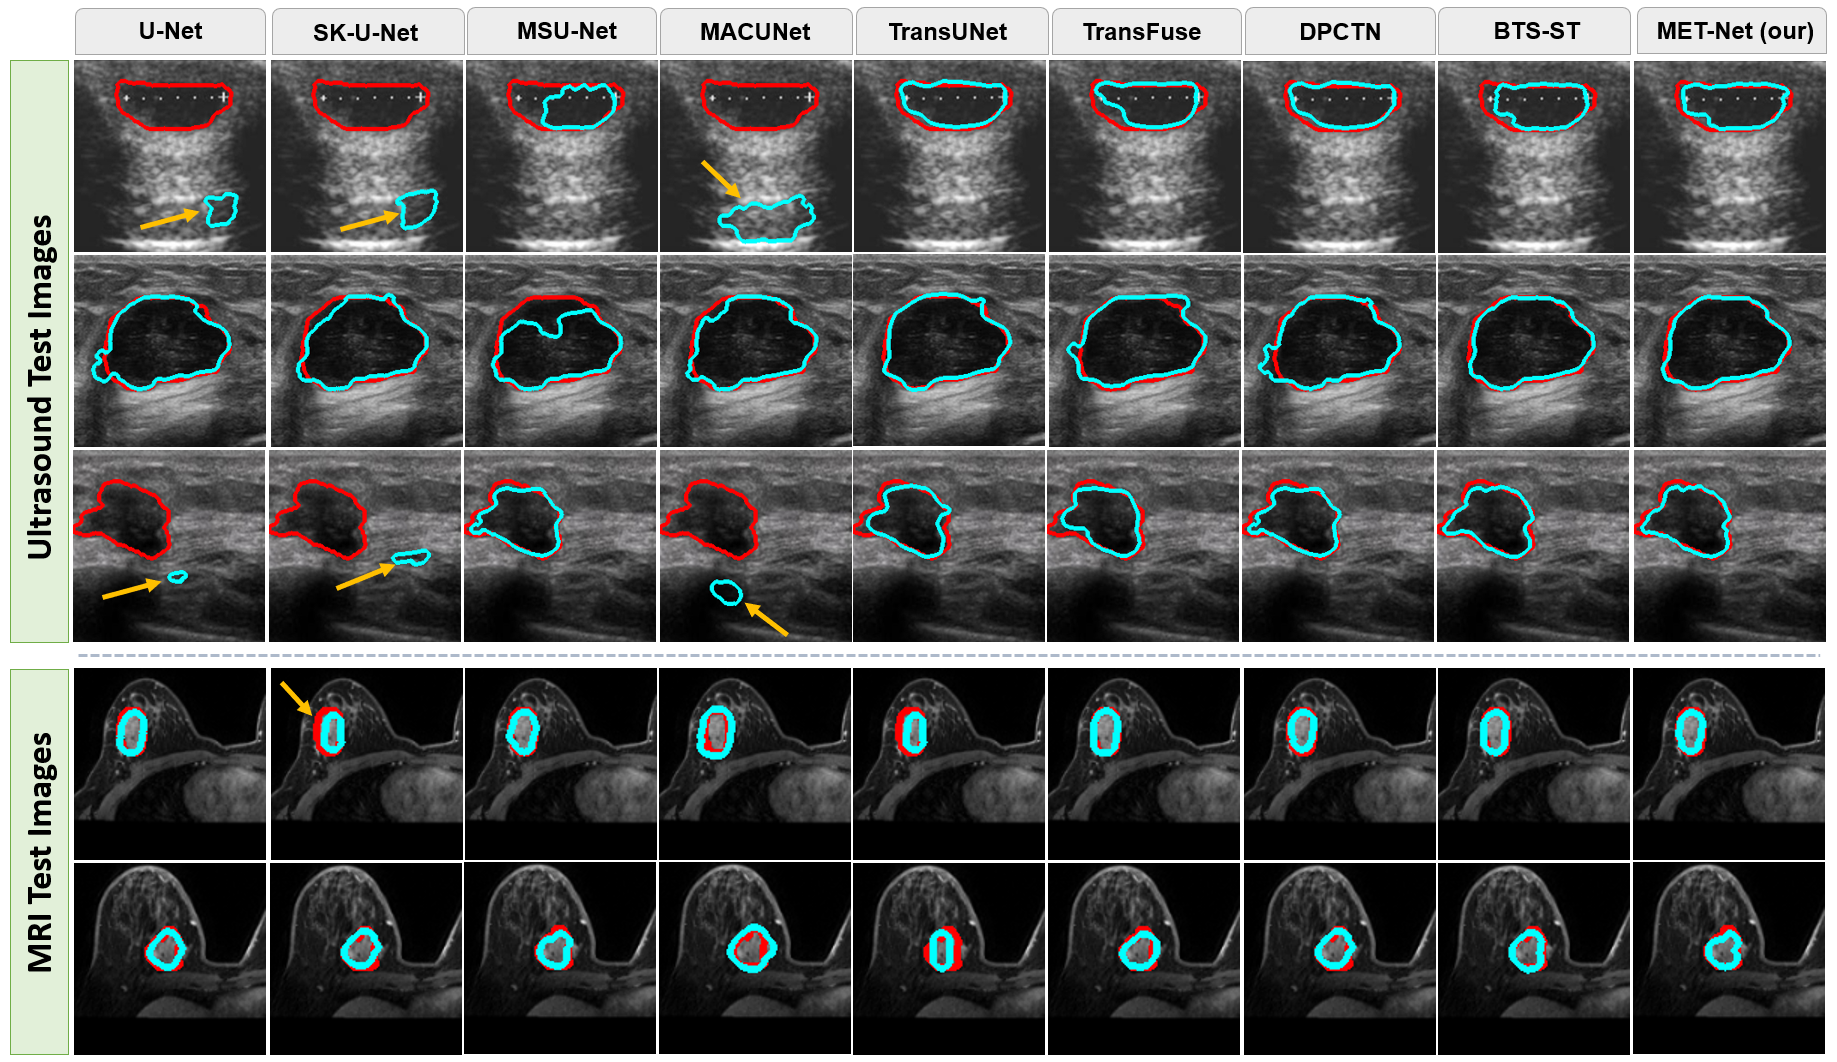 U-Net
SK-U-Net
MSU-Net
MACUNet
TransUNet
TransFuse
DPCTN
BTS-ST
MET-Net (our)
Ultrasound Test Images
MRI Test Images